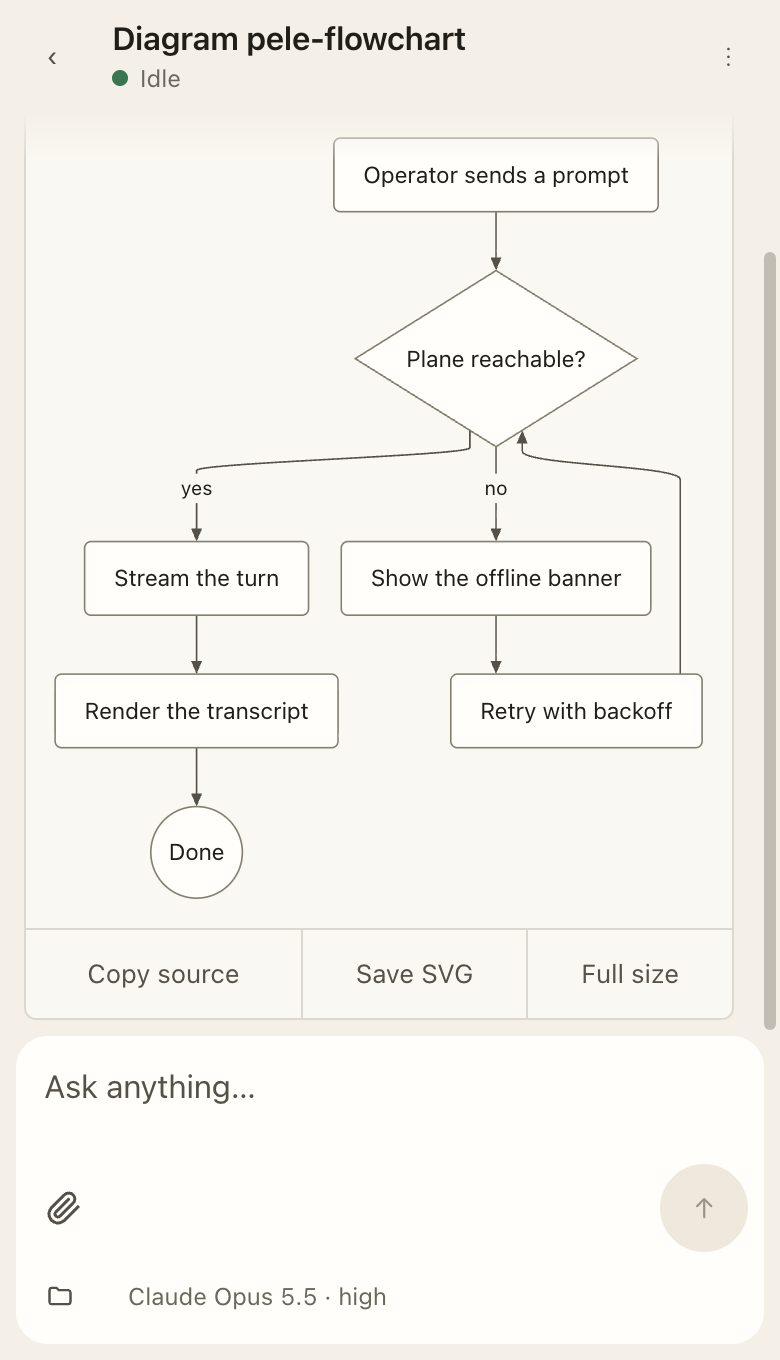 Diagram pele-flowchart
Idle
Operator sends a prompt
Plane reachable?
yes
no
Stream the turn
Show the offline banner
Render the transcript
Retry with backoff
Done
Copy source
Save SVG
Full size
Ask anything...
Claude Opus 5.5 · high